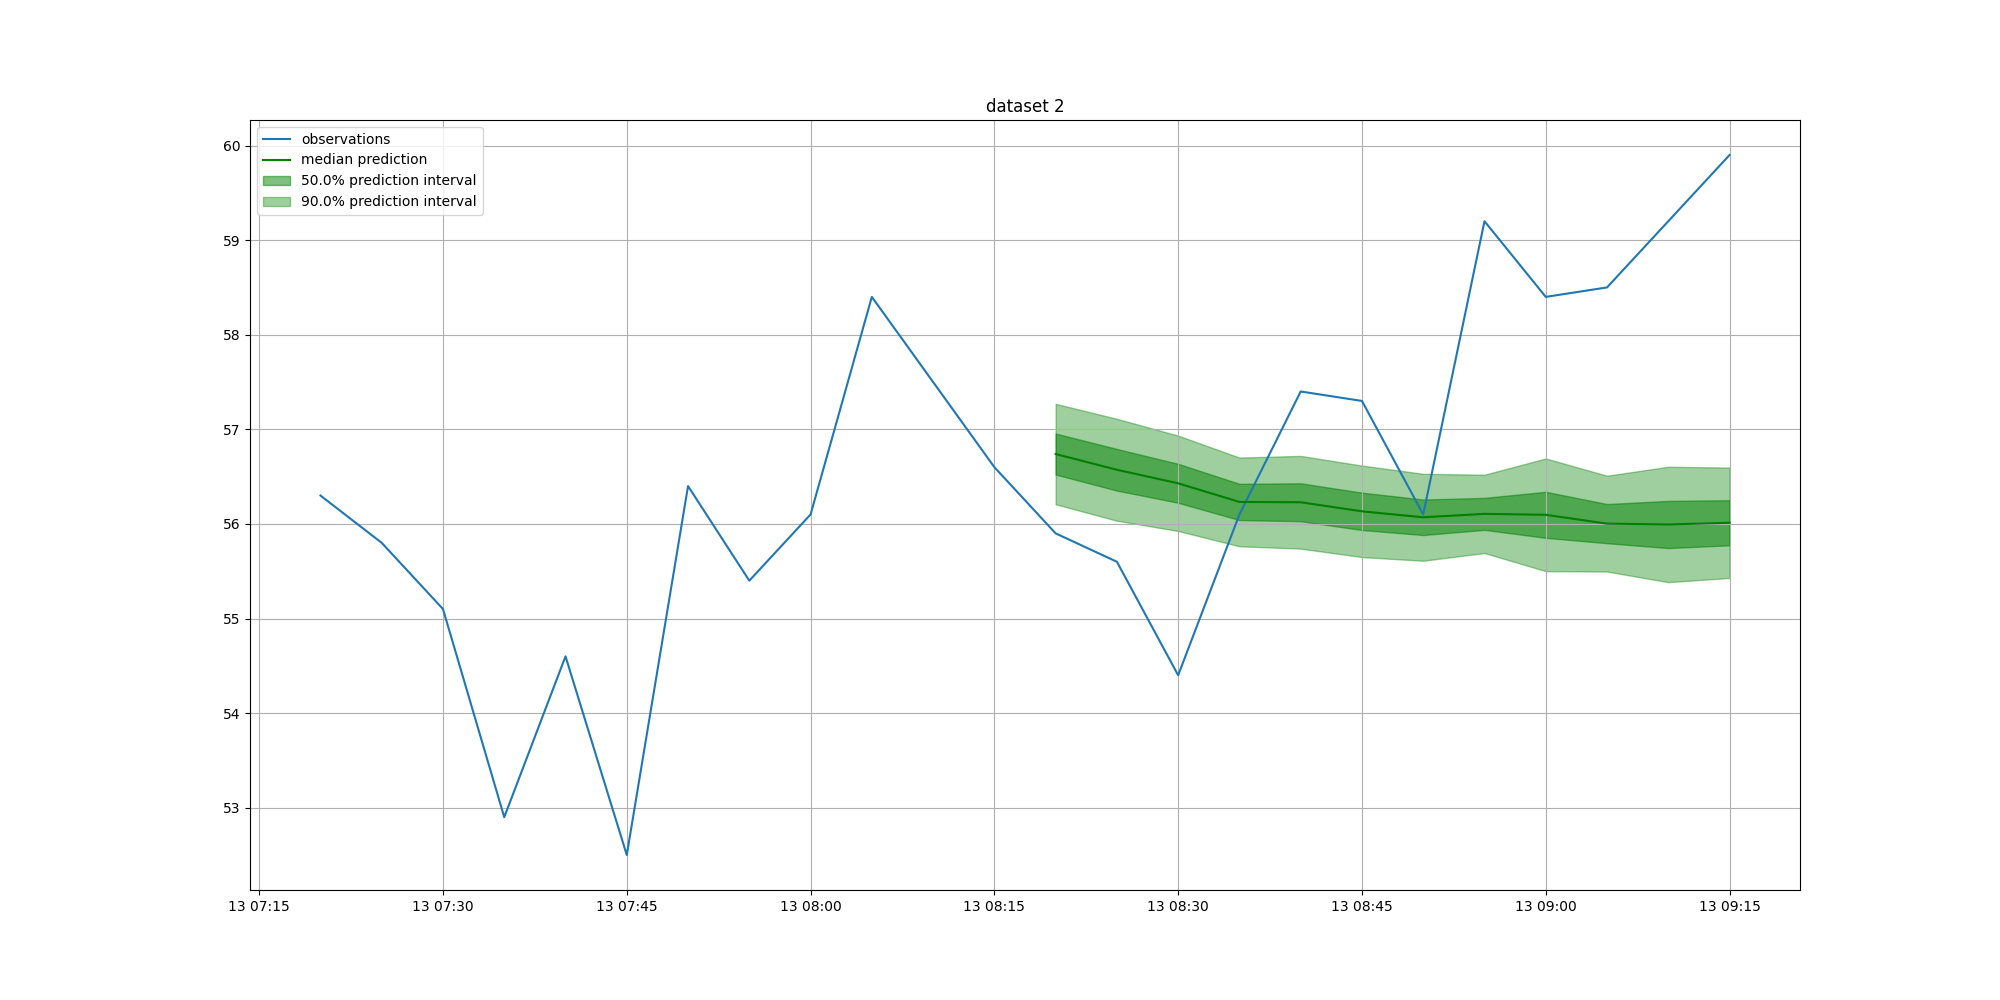 dataset 2
observations
median prediction
50.0% prediction interval
90.0% prediction interval
60
59
58
57
56
55
54
53
13 07:15 13 07:30 13 07:45 13 08:00 13 08:15 13 08:30 13 08:45 13 09:00 13 09:15